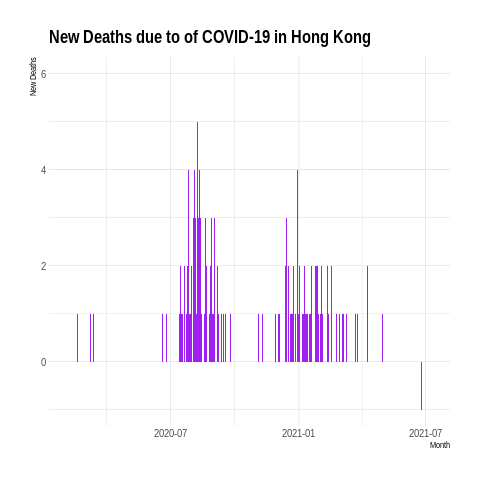 New Deaths due to of COVID-19 in Hong Kong
New Deaths
6
4
2
0
2020-07
2021-01
2021-07
Month